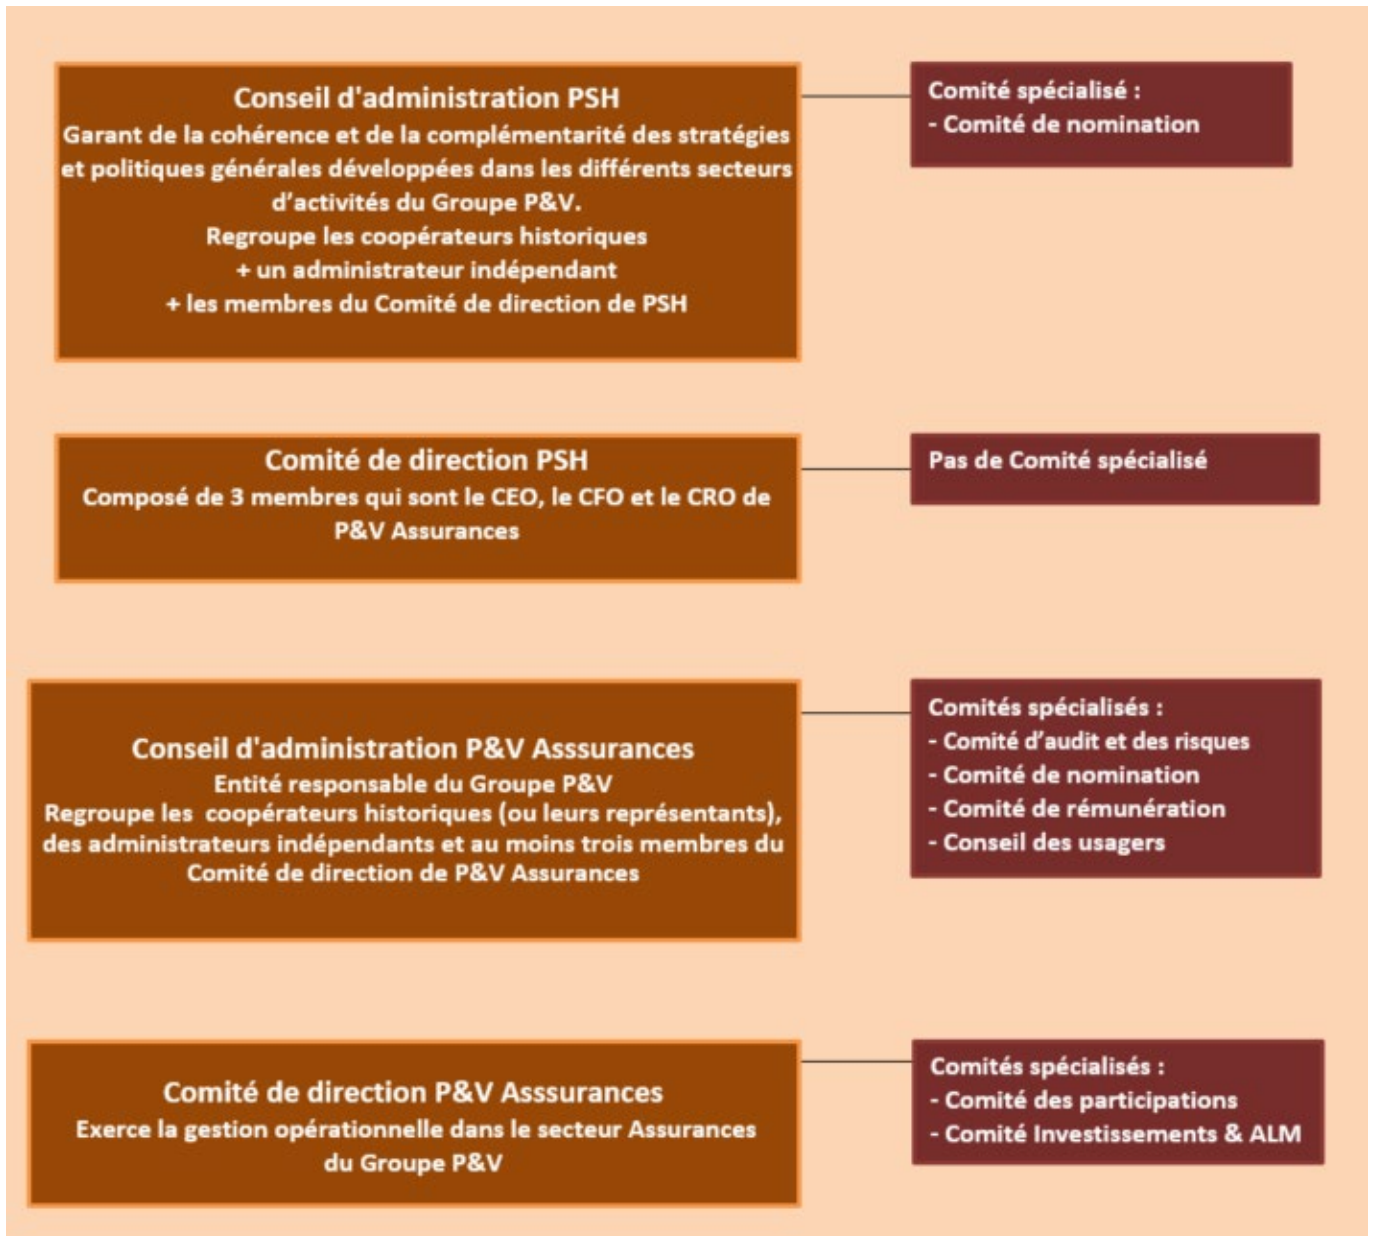 Conseil d'administration PSH
Garant de la cohérence et de la complémentarité des stratégies
et politiques générales développées dans les différents secteurs
d’activités du Groupe P&V.
Regroupe les coopérateurs historiques
+ un administrateur indépendant
+ les membres du Comité de direction de PSH
Comité spécialisé :
- Comité de nomination
Comité de direction PSH
Composé de 3 membres qui sont le CEO, le CFO et le CRO de
P&V Assurances
Pas de Comité spécialisé
Conseil d'administration P&V Asssurances
Entité responsable du Groupe P&V
Regroupe les  coopérateurs historiques (ou leurs représentants),
des administrateurs indépendants et au moins trois membres du
Comité de direction de P&V Assurances
Comités spécialisés :
- Comité d’audit et des risques
- Comité de nomination
- Comité de rémunération
- Conseil des usagers
Comité de direction P&V Asssurances
Exerce la gestion opérationnelle dans le secteur Assurances
du Groupe P&V
Comités spécialisés :
- Comité des participations
- Comité Investissements & ALM